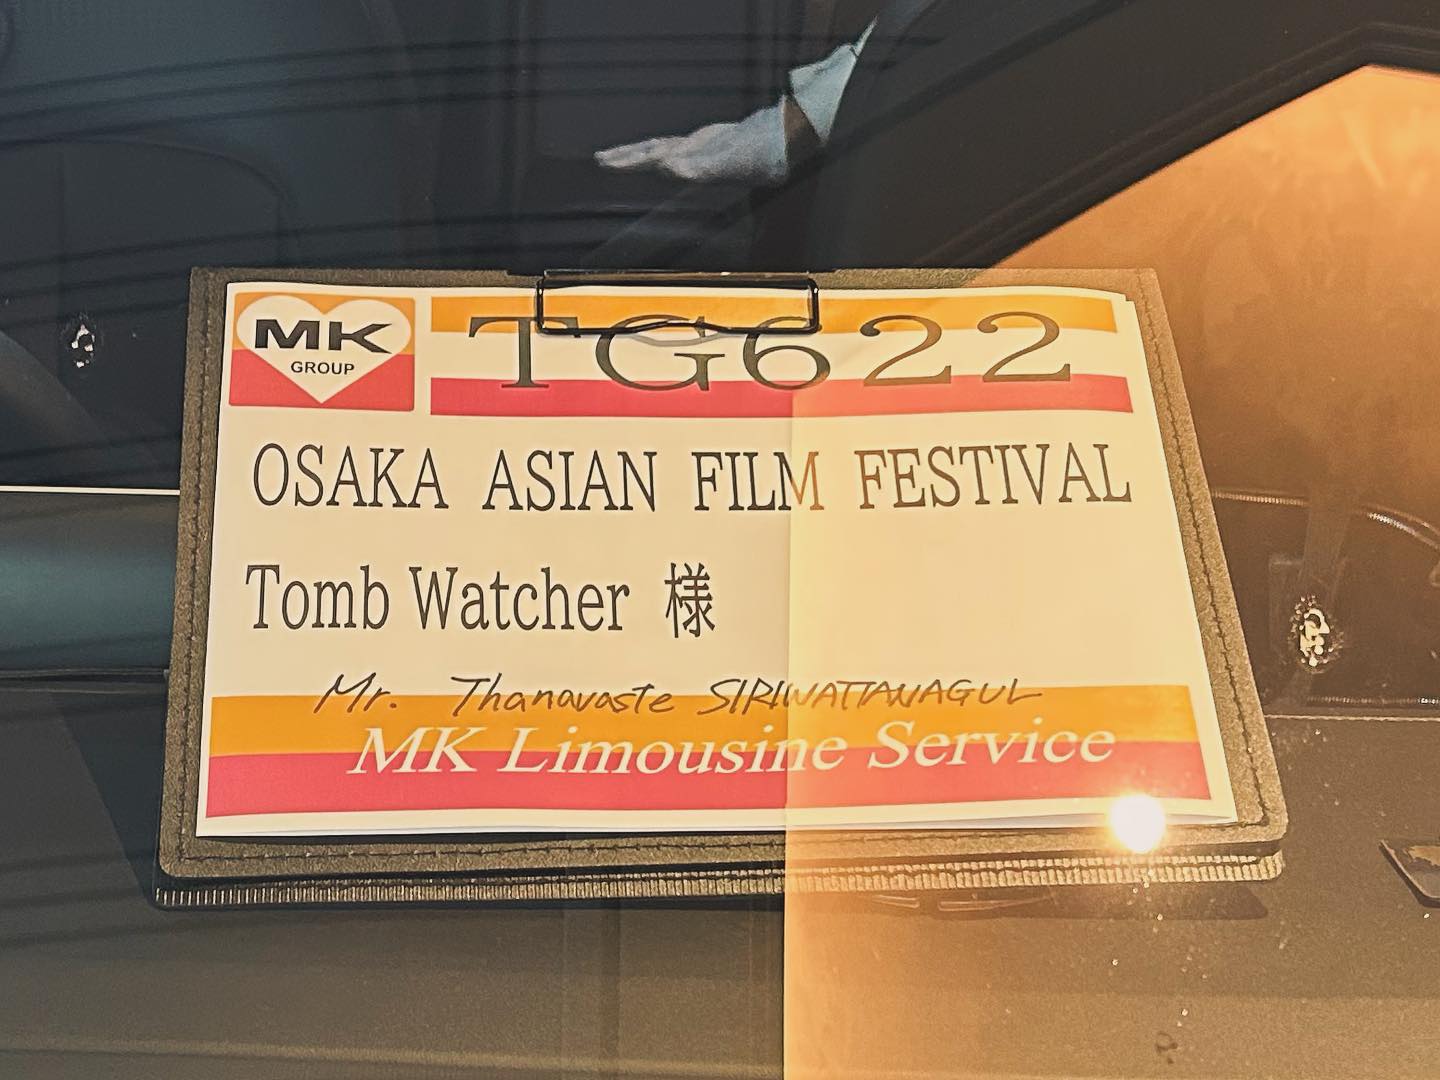 MK
GROUP
TG622
OSAKA ASIAN FILM FESTIVAL
Tomb Watcher 様
Mr. Thanavaste SIRIWATTANAGUL
MK Limousine Service